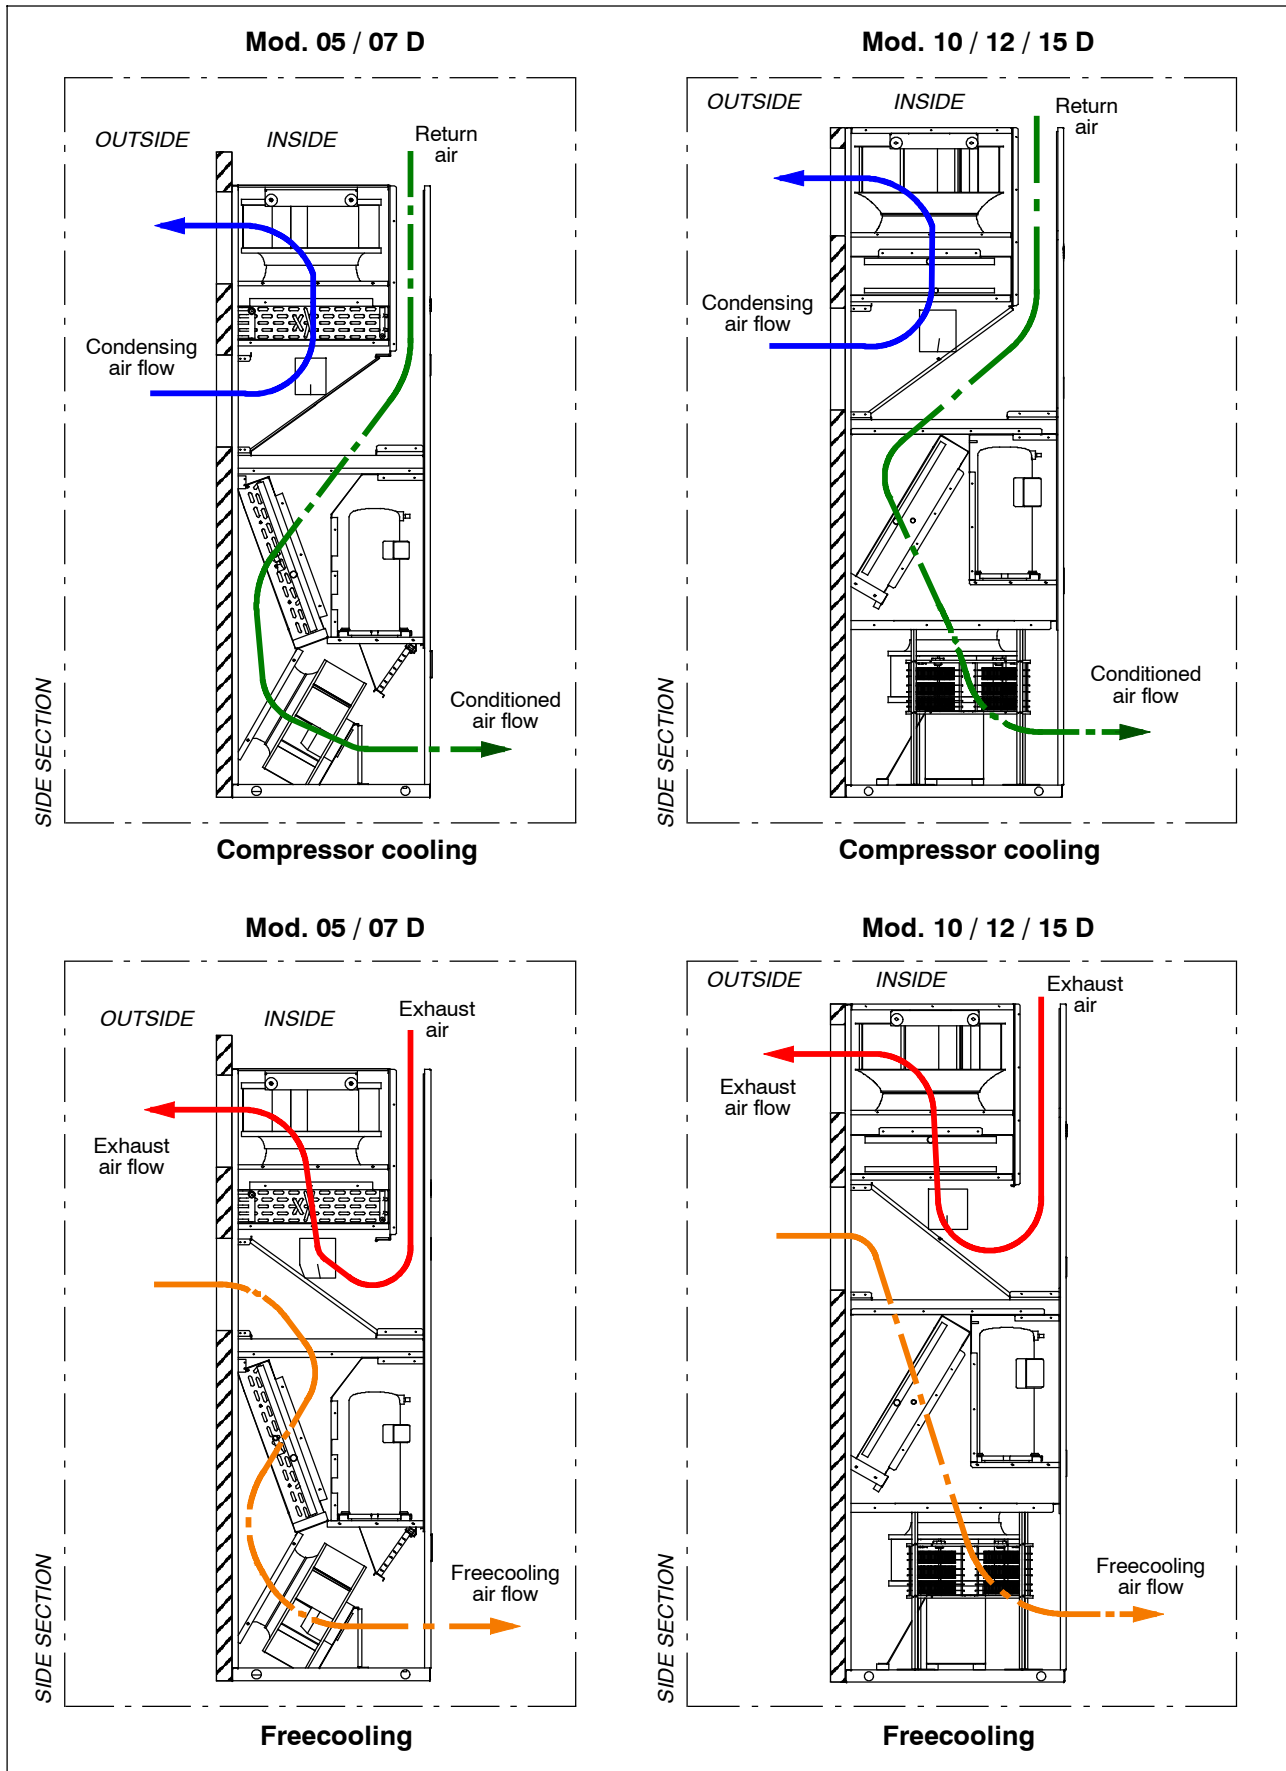 Mod. 05 / 07 D
OUTSIDE
INSIDE
Return
air
Condensing
air flow
Conditioned
air flow
SIDE SECTION
Compressor cooling
Mod. 10 / 12 / 15 D
OUTSIDE
INSIDE
Return
air
Condensing
air flow
Conditioned
air flow
SIDE SECTION
Compressor cooling
Mod. 05 / 07 D
OUTSIDE
INSIDE
Exhaust
air
Exhaust
air flow
Freecooling
air flow
SIDE SECTION
Freecooling
Mod. 10 / 12 / 15 D
OUTSIDE
INSIDE
Exhaust
air
Exhaust
air flow
Freecooling
air flow
SIDE SECTION
Freecooling